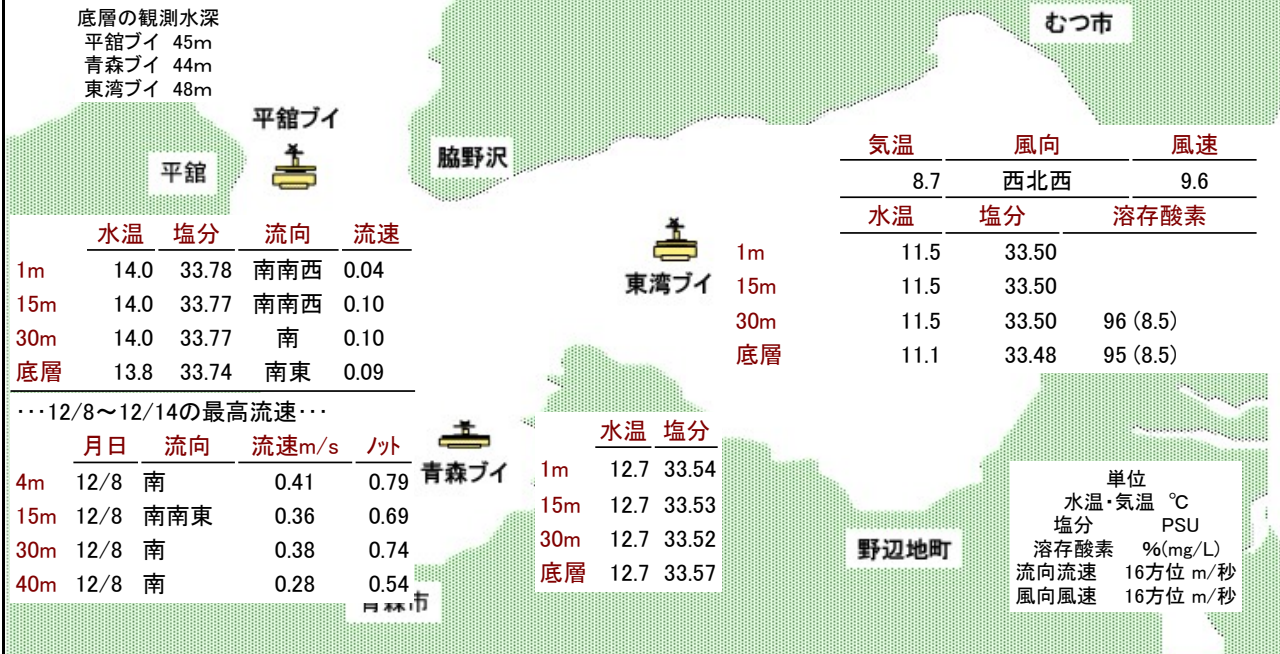 底層の観測水深
平舘ブイ 45m
青森ブイ 44m
東湾ブイ 48m
むつ市
平舘ブイ
脇野沢
平舘
気温 風向 風速
8.7 西北西 9.6
水温 塩分 溶存酸素
1m 11.5 33.50
15m 11.5 33.50
30m 11.5 33.50 96 (8.5)
底層 11.1 33.48 95 (8.5)
東湾ブイ
水温 塩分 流向 流速
1m 14.0 33.78 南南西 0.04
15m 14.0 33.77 南南西 0.10
30m 14.0 33.77 南 0.10
底層 13.8 33.74 南東 0.09
･･･12/8～12/14の最高流速･･･
月日 流向 流速m/s ﾉｯﾄ
4m 12/8 南 0.41 0.79
15m 12/8 南南東 0.36 0.69
30m 12/8 南 0.38 0.74
40m 12/8 南 0.28 0.54
青森ブイ
水温 塩分
1m 12.7 33.54
15m 12.7 33.53
30m 12.7 33.52
底層 12.7 33.57
青森市
野辺地町
単位
水温・気温 ℃
塩分 PSU
溶存酸素 %(mg/L)
流向流速 16方位 m/秒
風向風速 16方位 m/秒